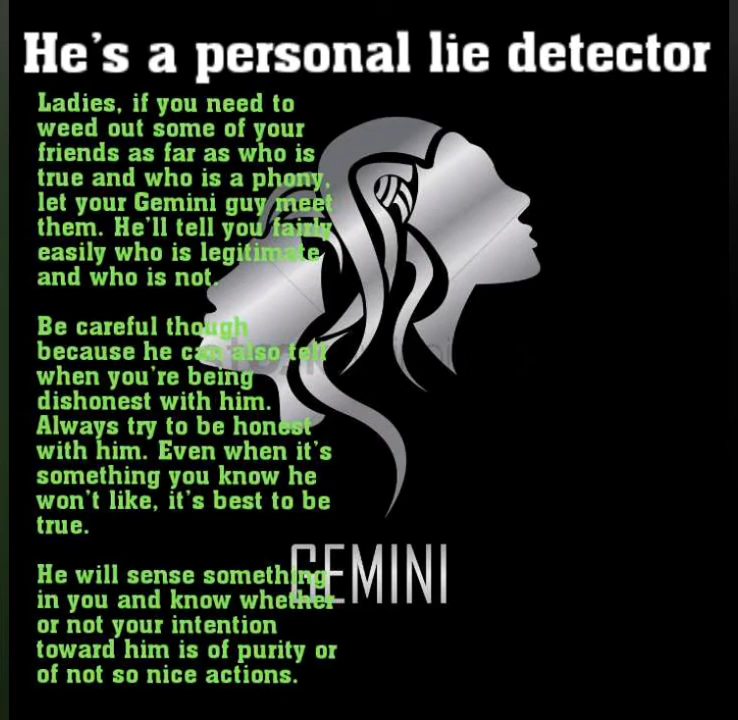 He's a personal lie detector
Ladies, if you need to
weed out some of your
friends as far as who is
true and who is a phony,
let your Gemini guy meet
them. He'll tell you fairly
easily who is legitimate
and who is not.
Be careful though
because he can also tell
when you're being
dishonest with him.
Always try to be honest
with him. Even when it's
something you know he
won't like, it's best to be
true.
He will sense something
in you and know whether
or not your intention
toward him is of purity or
of not so nice actions.
GEMINI